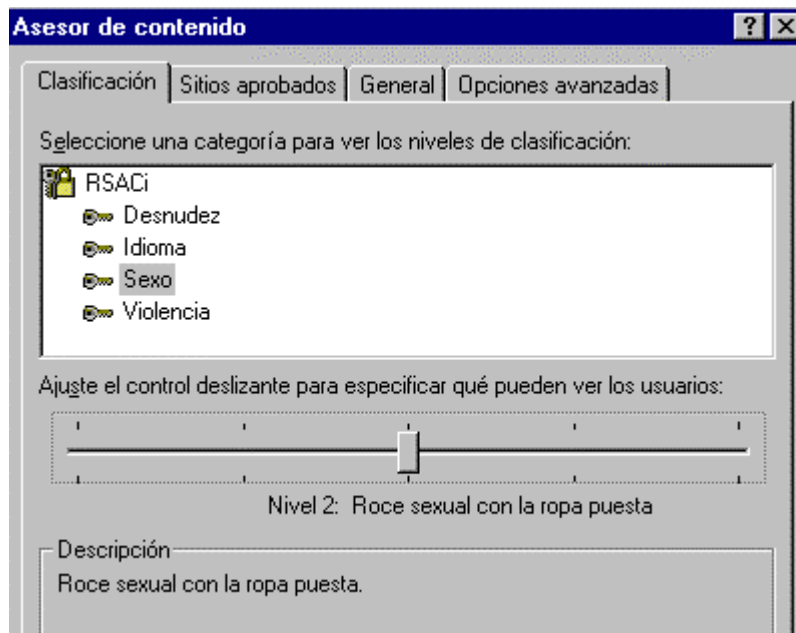 Asesor de contenido
Clasificación Sitios aprobados General Opciones avanzadas
Seleccione una categoría para ver los niveles de clasificación:
RSACi
Desnudez
Idioma
Sexo
Violencia
Ajuste el control deslizante para especificar qué pueden ver los usuarios:
Nivel 2: Roce sexual con la ropa puesta
Descripción
Roce sexual con la ropa puesta.